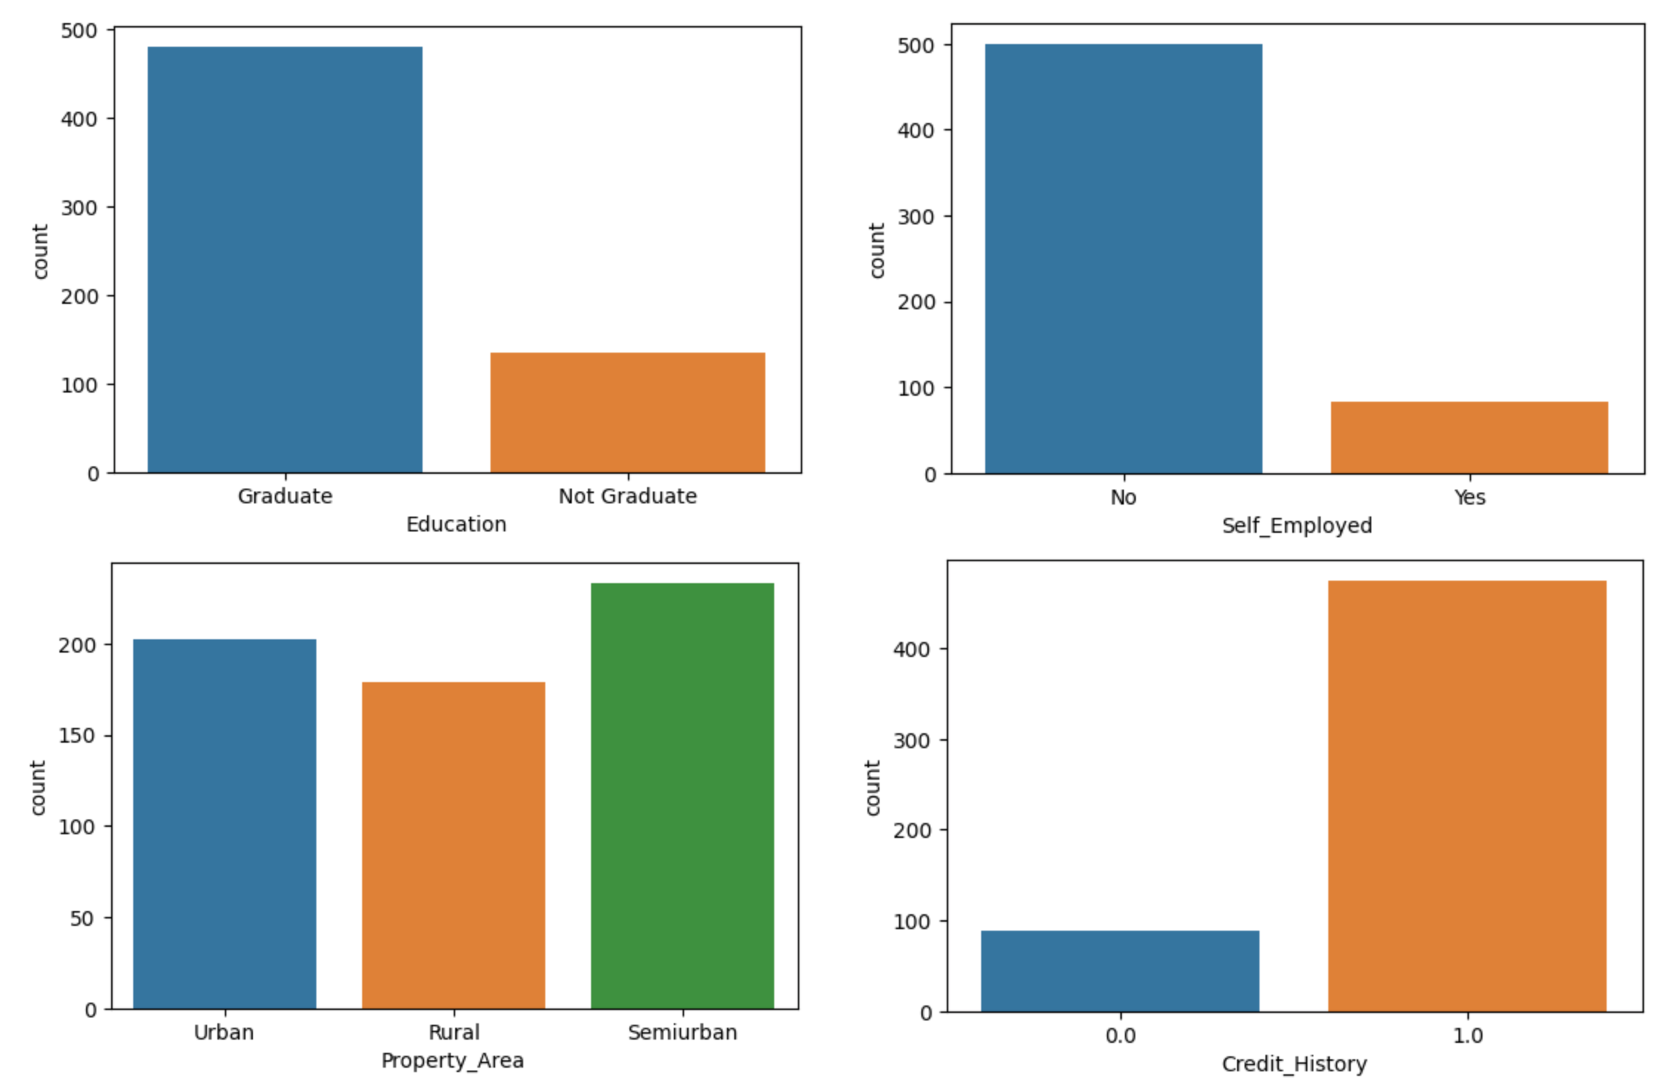 500
400
300
200
100
0
count
Graduate Not Graduate
Education
500
400
300
200
100
0
count
No Yes
Self_Employed
200
150
100
50
0
count
Urban Rural Semiurban
Property_Area
400
300
200
100
0
count
0.0 1.0
Credit_History